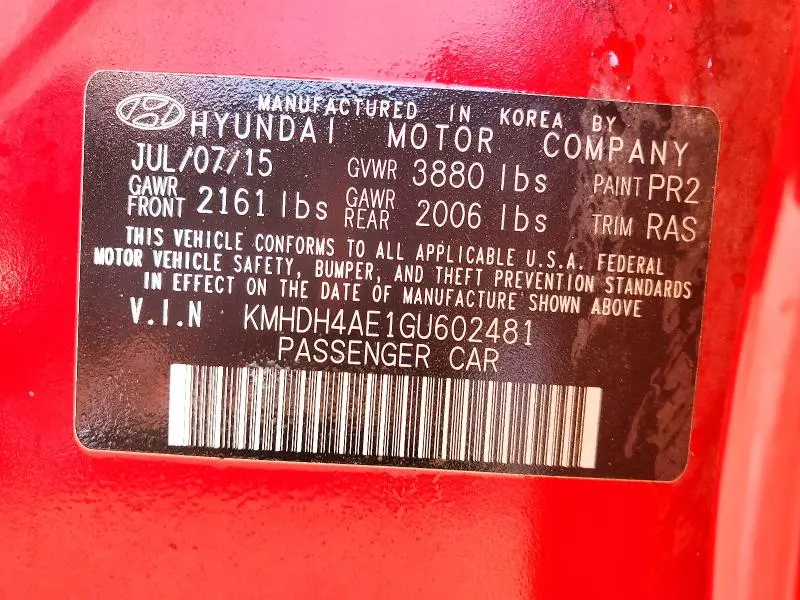 MANUFACTURED IN KOREA BY
HYUNDAI MOTOR COMPANY
JUL/07/15 GVWR 3880 lbs PAINT PR2
GAWR FRONT 2161 lbs GAWR REAR 2006 lbs TRIM RAS
THIS VEHICLE CONFORMS TO ALL APPLICABLE U.S.A. FEDERAL
MOTOR VEHICLE SAFETY, BUMPER, AND THEFT PREVENTION STANDARDS
IN EFFECT ON THE DATE OF MANUFACTURE SHOWN ABOVE
V.I.N KMHDH4AE1GU602481
PASSENGER CAR